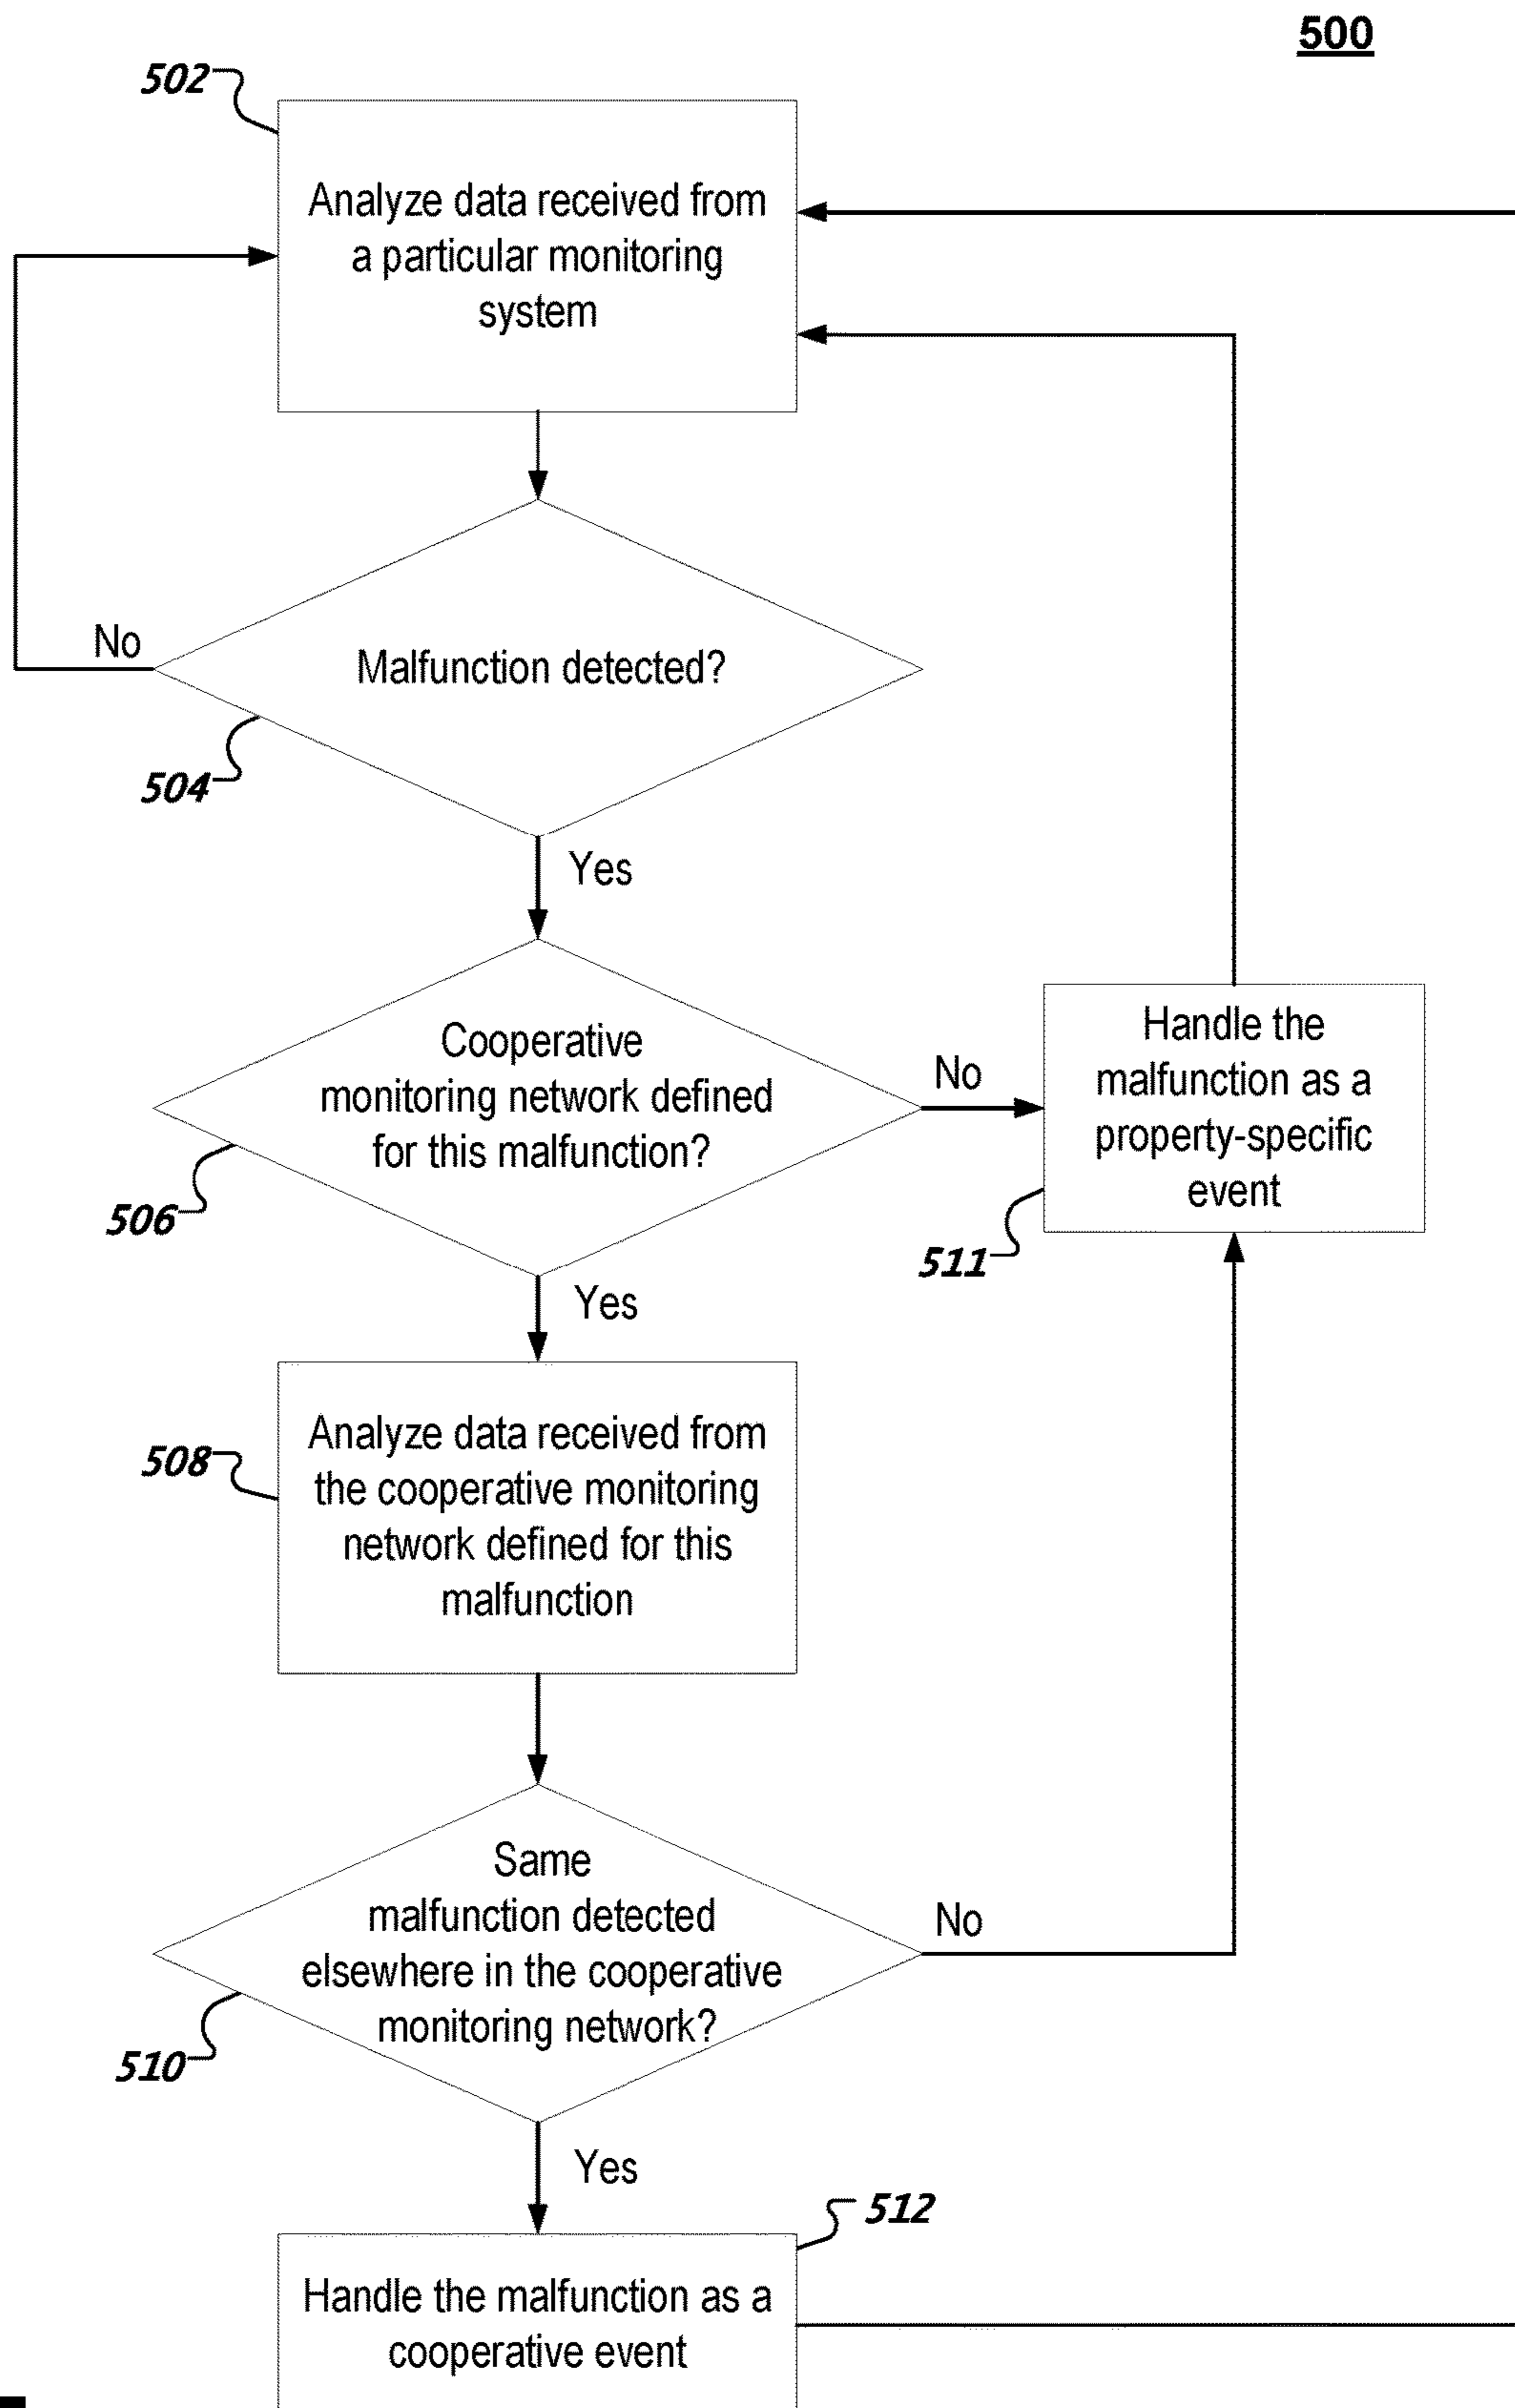 500
502
Analyze data received from
a particular monitoring
system
No
Malfunction detected?
504
Yes
Cooperative
monitoring network defined
for this malfunction?
No
506
Handle the
malfunction as a
property-specific
event
511
Yes
508
Analyze data received from
the cooperative monitoring
network defined for this
malfunction
Same
malfunction detected
elsewhere in the cooperative
monitoring network?
No
510
Yes
512
Handle the malfunction as a
cooperative event